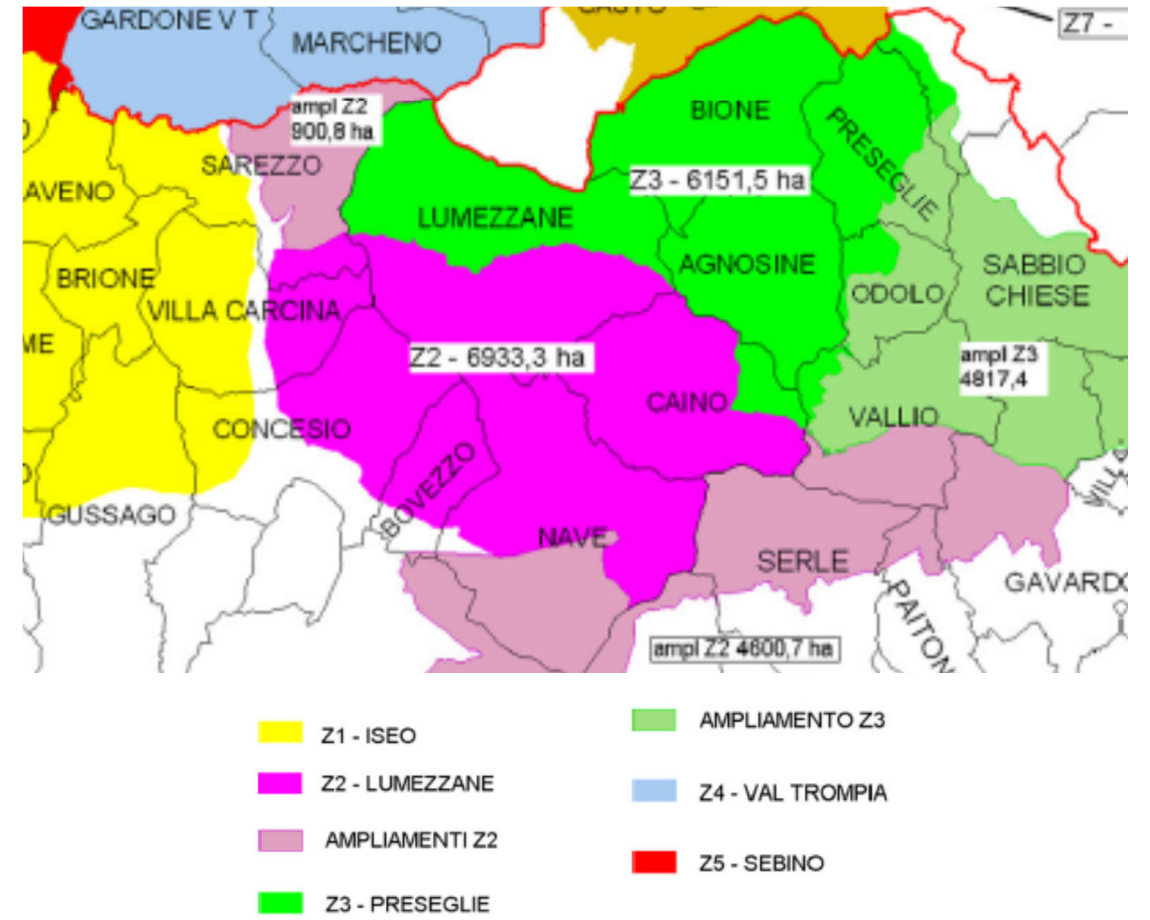 GARDONE V T
Z7 -
MARCHENO
ampl Z2
900,8 ha
BIONE
PRESEGLIE
SAREZZO
Z3 - 6151,5 ha
AVENO
LUMEZZANE
AGNOSINE
SABBIO
CHIESE
BRIONE
ODOLO
VILLA CARCINA
ME
Z2 - 6933,3 ha
ampl Z3
4817,4
CAINO
VALLIO
CONCESIO
BOVEZZO
GUSSAGO
NAVE
SERLE
GAVARDO
PAITON
ampl Z2 4600,7 ha
Z1 - ISEO
Z2 - LUMEZZANE
AMPLIAMENTI Z2
Z3 - PRESEGLIE
AMPLIAMENTO Z3
Z4 - VAL TROMPIA
Z5 - SEBINO